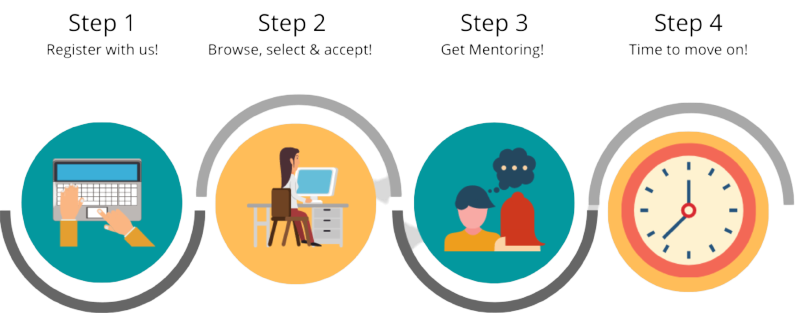 Step 1
Register with us!
Step 2
Browse, select & accept!
Step 3
Get Mentoring!
Step 4
Time to move on!